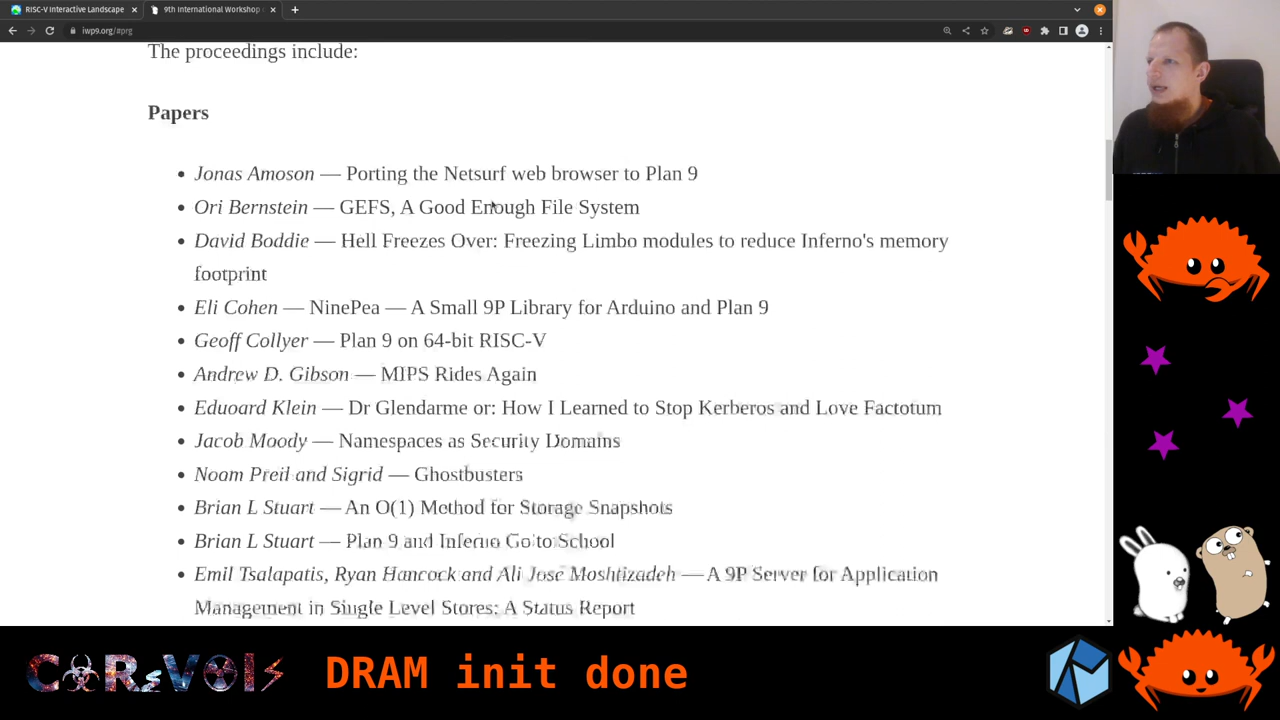 RISC-V Interactive Landscape
9th International Workshop
iwp9.org/#prg
The proceedings include:
Papers
Jonas Amoson — Porting the Netsurf web browser to Plan 9
Ori Bernstein — GEFS, A Good Enough File System
David Boddie — Hell Freezes Over: Freezing Limbo modules to reduce Inferno's memory
footprint
Eli Cohen — NinePea — A Small 9P Library for Arduino and Plan 9
Geoff Collyer — Plan 9 on 64-bit RISC-V
Andrew D. Gibson — MIPS Rides Again
Eduoard Klein — Dr Glendarme or: How I Learned to Stop Kerberos and Love Factotum
Jacob Moody — Namespaces as Security Domains
Noam Preil and Sigrid — Ghostbusters
Brian L Stuart — An O(1) Method for Storage Snapshots
Brian L Stuart — Plan 9 and Inferno Go to School
Emil Tsalapatis, Ryan Hancock and Ali Jose Moshtizadeh — A 9P Server for Application
Management in Single Level Stores: A Status Report
DRAM init done